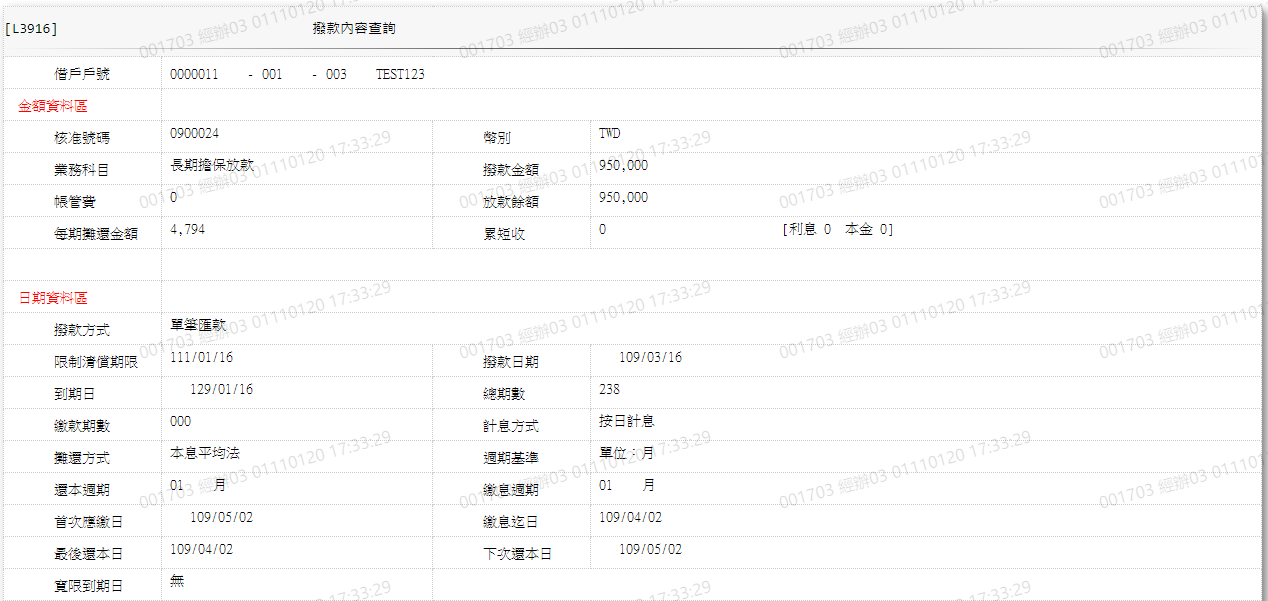 [L3916] 撥款內容查詢
借戶戶號 0000011 - 001 - 003 TEST123
金額資料區
核准號碼 0900024 幣別 TWD
業務科目 長期擔保放款 撥款金額 950,000
帳管費 0 放款餘額 950,000
每期攤還金額 4,794 累短收 0 [利息 0 本金 0]
日期資料區
撥款方式 單筆匯款
限制清償期限 111/01/16 撥款日期 109/03/16
到期日 129/01/16 總期數 238
繳款期數 000 計息方式 按日計息
攤還方式 本息平均法 週期基準 單位：月
還本週期 01 月 繳息週期 01 月
首次應繳日 109/05/02 繳息迄日 109/04/02
最後還本日 109/04/02 下次還本日 109/05/02
寬限到期日 無
001703 經辦03 01110120 17:33:29